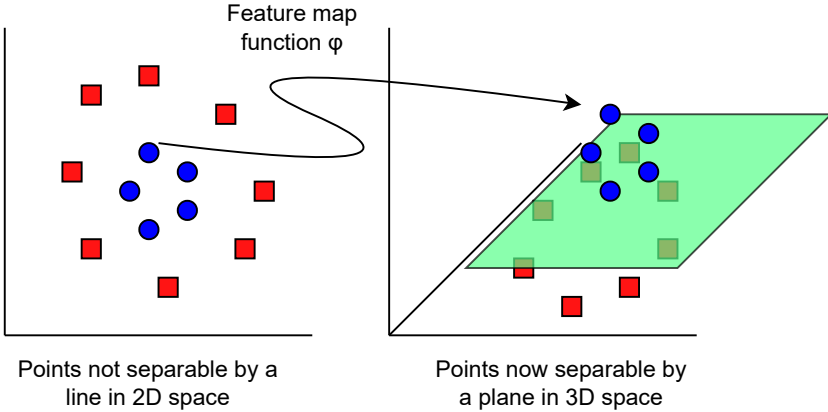 Feature map
function φ
Points not separable by a
line in 2D space
Points now separable by
a plane in 3D space